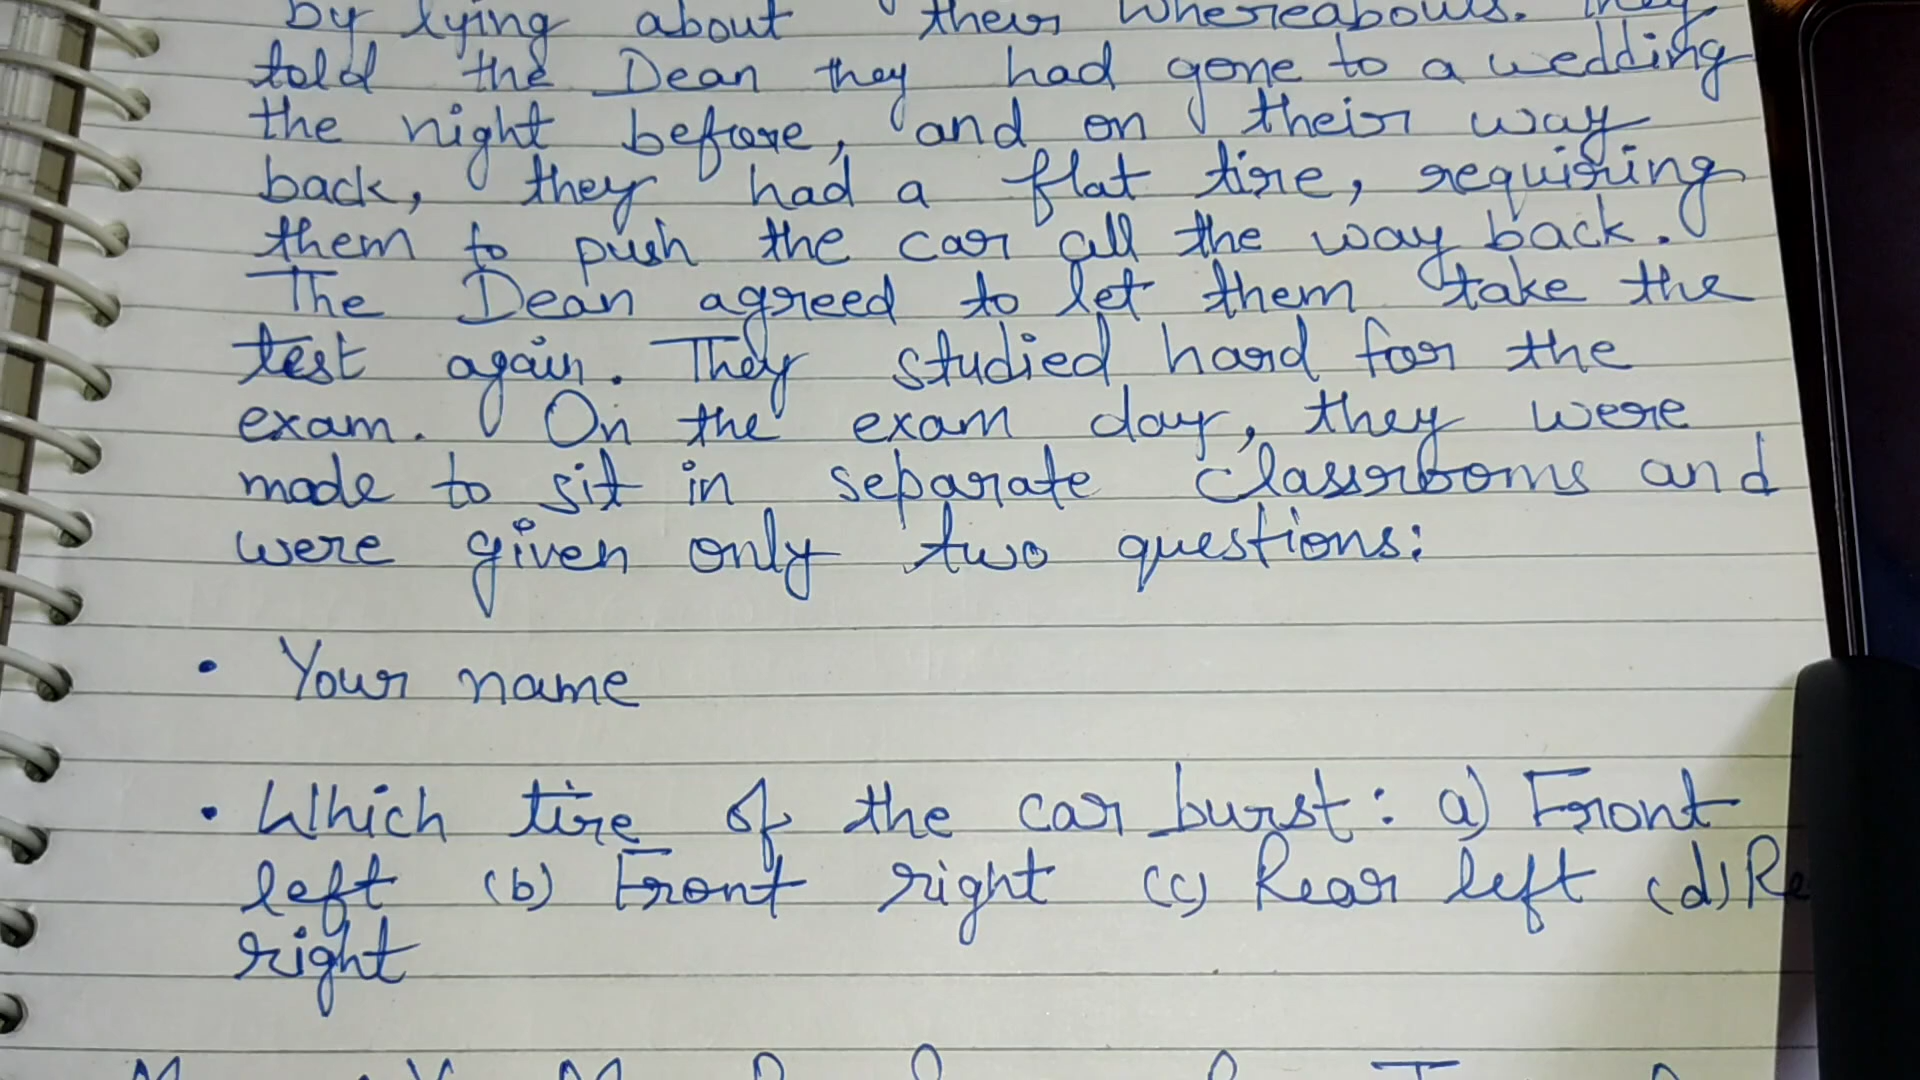 by lying about their whereabouts. They
told the Dean they had gone to a wedding
the night before, and on their way
back, they had a flat tire, requiring
them to push the car all the way back.
The Dean agreed to let them take the
test again. They studied hard for the
exam. On the exam day, they were
made to sit in separate classrooms and
were given only two questions:
• Your name
• Which tire of the car burst: a) Front
left (b) Front right (c) Rear left (d) Re
right